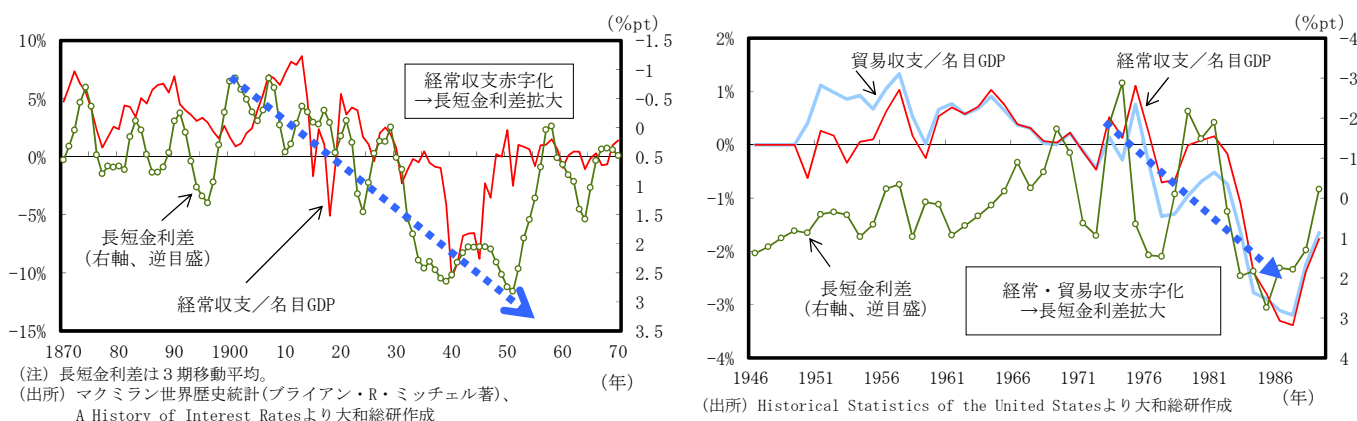 (%pt)
10%
5%
0%
−5%
−10%
−15%
-1.5
-1
-0.5
0
0.5
1
1.5
2
2.5
3
3.5
経常収支赤字化
→長短金利差拡大
長短金利差
(右軸、逆目盛)
経常収支／名目GDP
1870 80 90 1900 10 20 30 40 50 60 70
(年)
(注) 長短金利差は３期移動平均。
(出所) マクミラン世界歴史統計(ブライアン・R・ミッチェル著)、
A History of Interest Ratesより大和総研作成
(%pt)
2%
1%
0%
−1%
−2%
−3%
−4%
-4
-3
-2
-1
0
1
2
3
4
貿易収支／名目GDP
経常収支／名目GDP
長短金利差
(右軸、逆目盛)
経常・貿易収支赤字化
→長短金利差拡大
1946 1951 1956 1961 1966 1971 1976 1981 1986
(年)
(出所) Historical Statistics of the United Statesより大和総研作成